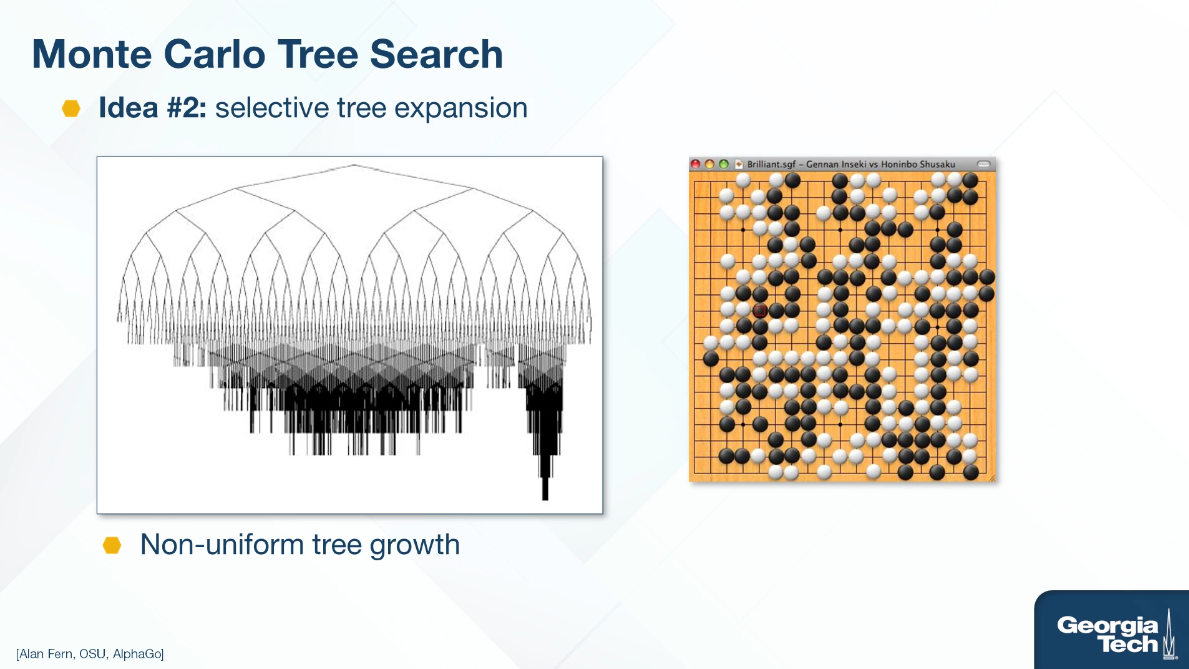 Monte Carlo Tree Search
Idea #2: selective tree expansion
Brilliant.sgf - Gennan Inseki vs Honinbo Shusaku
Non-uniform tree growth
[Alan Fern, OSU, AlphaGo]
Georgia
Tech